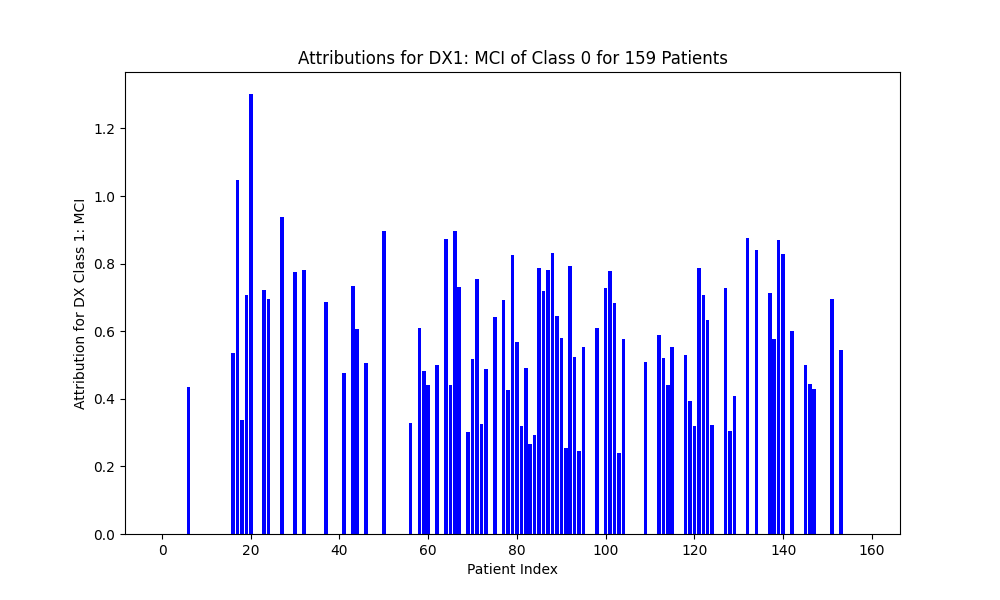 Attributions for DX1: MCI of Class 0 for 159 Patients
Attribution for DX Class 1: MCI
1.2
1.0
0.8
0.6
0.4
0.2
0.0
0 20 40 60 80 100 120 140 160
Patient Index